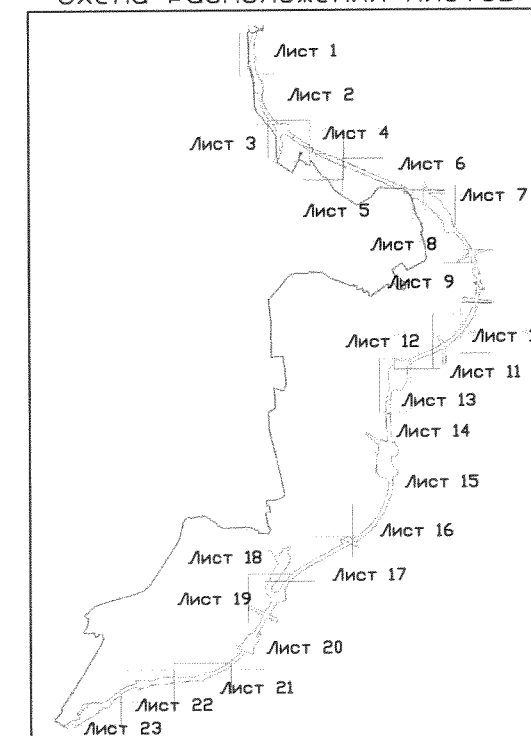 Лист 1
Лист 2
Лист 3
Лист 4
Лист 5
Лист 6
Лист 7
Лист 8
Лист 9
Лист
Лист 11
Лист 12
Лист 13
Лист 14
Лист 15
Лист 16
Лист 17
Лист 18
Лист 19
Лист 20
Лист 21
Лист 22
Лист 23